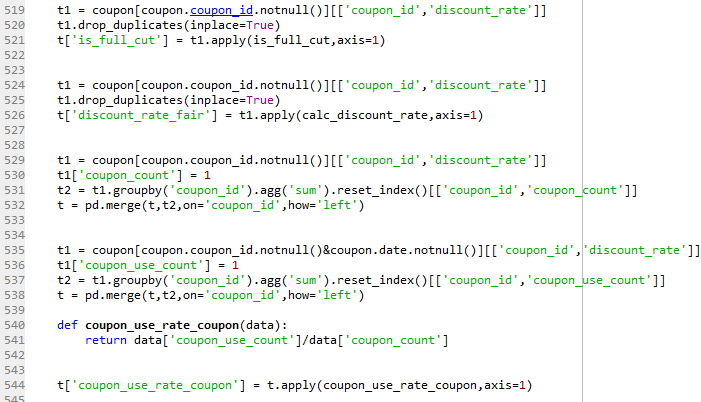 519 t1 = coupon[coupon.coupon_id.notnull()][['coupon_id','discount_rate']]
520 t1.drop_duplicates(inplace=True)
521 t['is_full_cut'] = t1.apply(is_full_cut,axis=1)
522
523
524 t1 = coupon[coupon.coupon_id.notnull()][['coupon_id','discount_rate']]
525 t1.drop_duplicates(inplace=True)
526 t['discount_rate_fair'] = t1.apply(calc_discount_rate,axis=1)
527
528
529 t1 = coupon[coupon.coupon_id.notnull()][['coupon_id','discount_rate']]
530 t1['coupon_count'] = 1
531 t2 = t1.groupby('coupon_id').agg('sum').reset_index()[['coupon_id','coupon_count']]
532 t = pd.merge(t,t2,on='coupon_id',how='left')
533
534
535 t1 = coupon[coupon.coupon_id.notnull()&coupon.date.notnull()][['coupon_id','discount_rate']]
536 t1['coupon_use_count'] = 1
537 t2 = t1.groupby('coupon_id').agg('sum').reset_index()[['coupon_id','coupon_use_count']]
538 t = pd.merge(t,t2,on='coupon_id',how='left')
539
540 def coupon_use_rate_coupon(data):
541 return data['coupon_use_count']/data['coupon_count']
542
543
544 t['coupon_use_rate_coupon'] = t.apply(coupon_use_rate_coupon,axis=1)
545